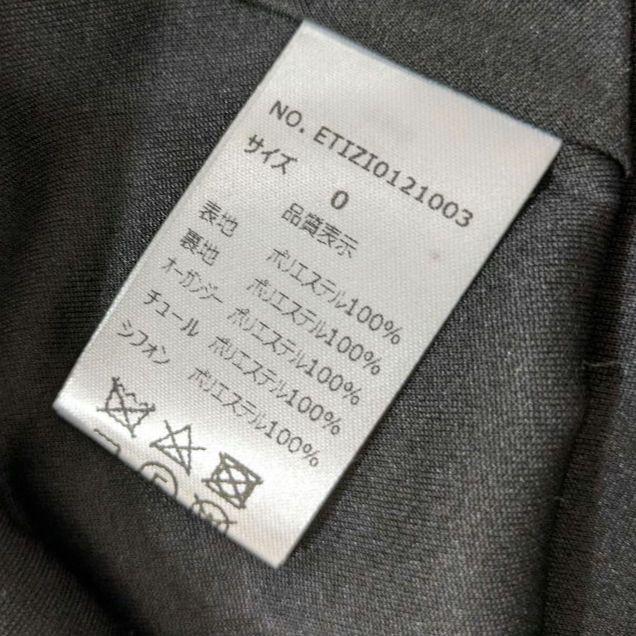 NO. ETIZI0121003
サイズ 0
品質表示
表地 ポリエステル100%
裏地 ポリエステル100%
オーガンジー ポリエステル100%
チュール ポリエステル100%
シフォン ポリエステル100%